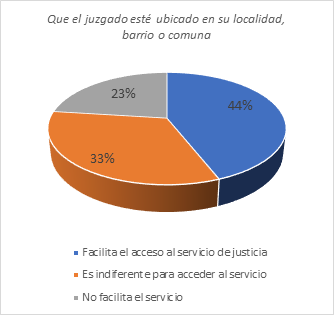 Que el juzgado esté ubicado en su localidad,
barrio o comuna
23%
44%
33%
Facilita el acceso al servicio de justicia
Es indiferente para acceder al servicio
No facilita el servicio